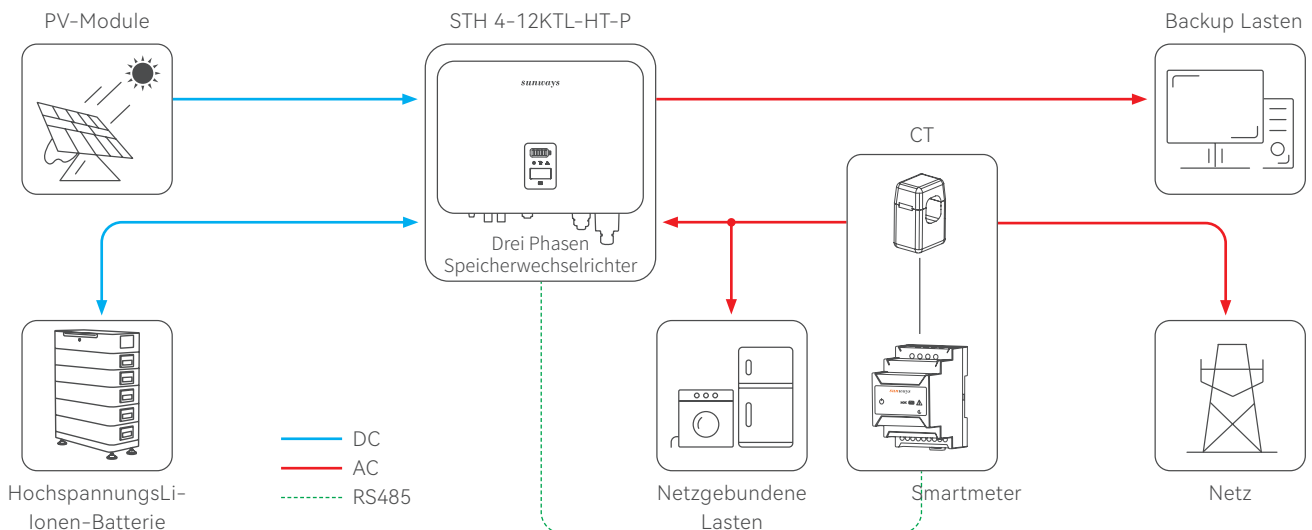 PV-Module
STH 4-12KTL-HT-P
Backup Lasten
sunways
CT
Drei Phasen
Speicherwechselrichter
sunways
DC
AC
RS485
HochspannungsLi-
Ionen-Batterie
Netzgebundene
Lasten
Smartmeter
Netz